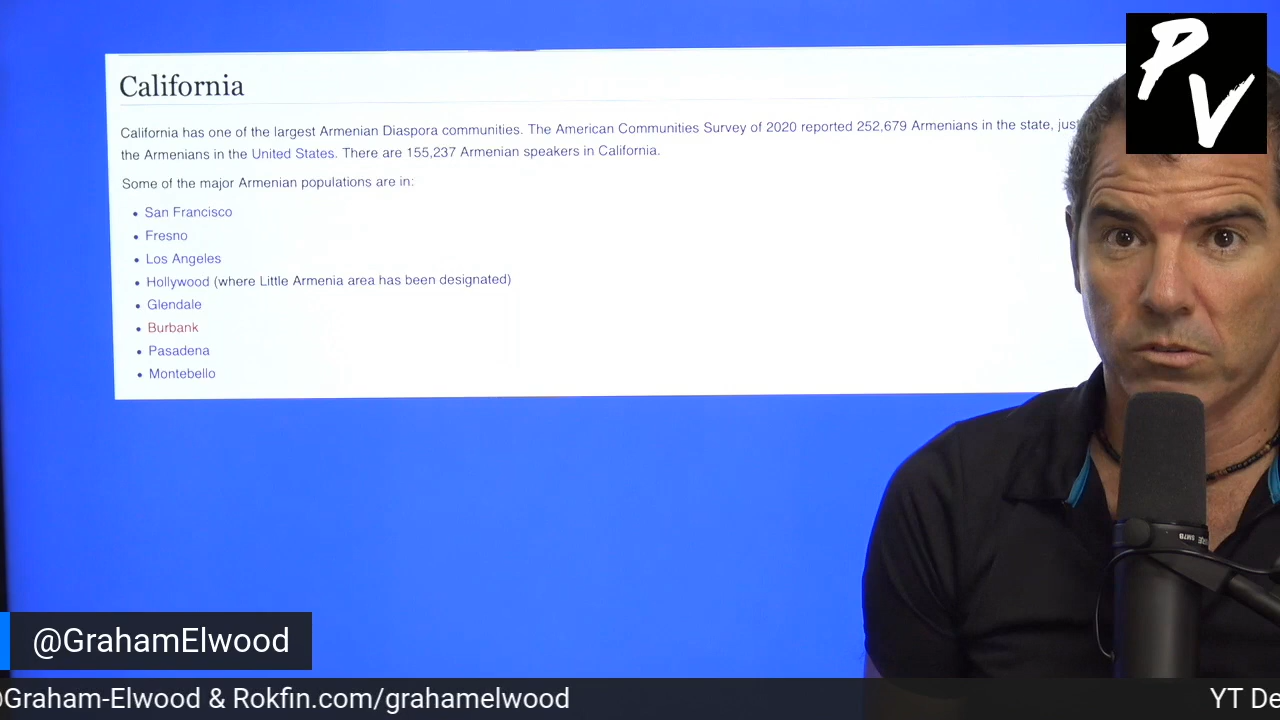 PV
California
California has one of the largest Armenian Diaspora communities. The American Communities Survey of 2020 reported 252,679 Armenians in the state,
the Armenians in the United States. There are 155,237 Armenian speakers in California.
Some of the major Armenian populations are in:
San Francisco
Fresno
Los Angeles
Hollywood (where Little Armenia area has been designated)
Glendale
Burbank
Pasadena
Montebello
SM7B
@GrahamElwood
@Graham-Elwood & Rokfin.com/grahamelwood
YT